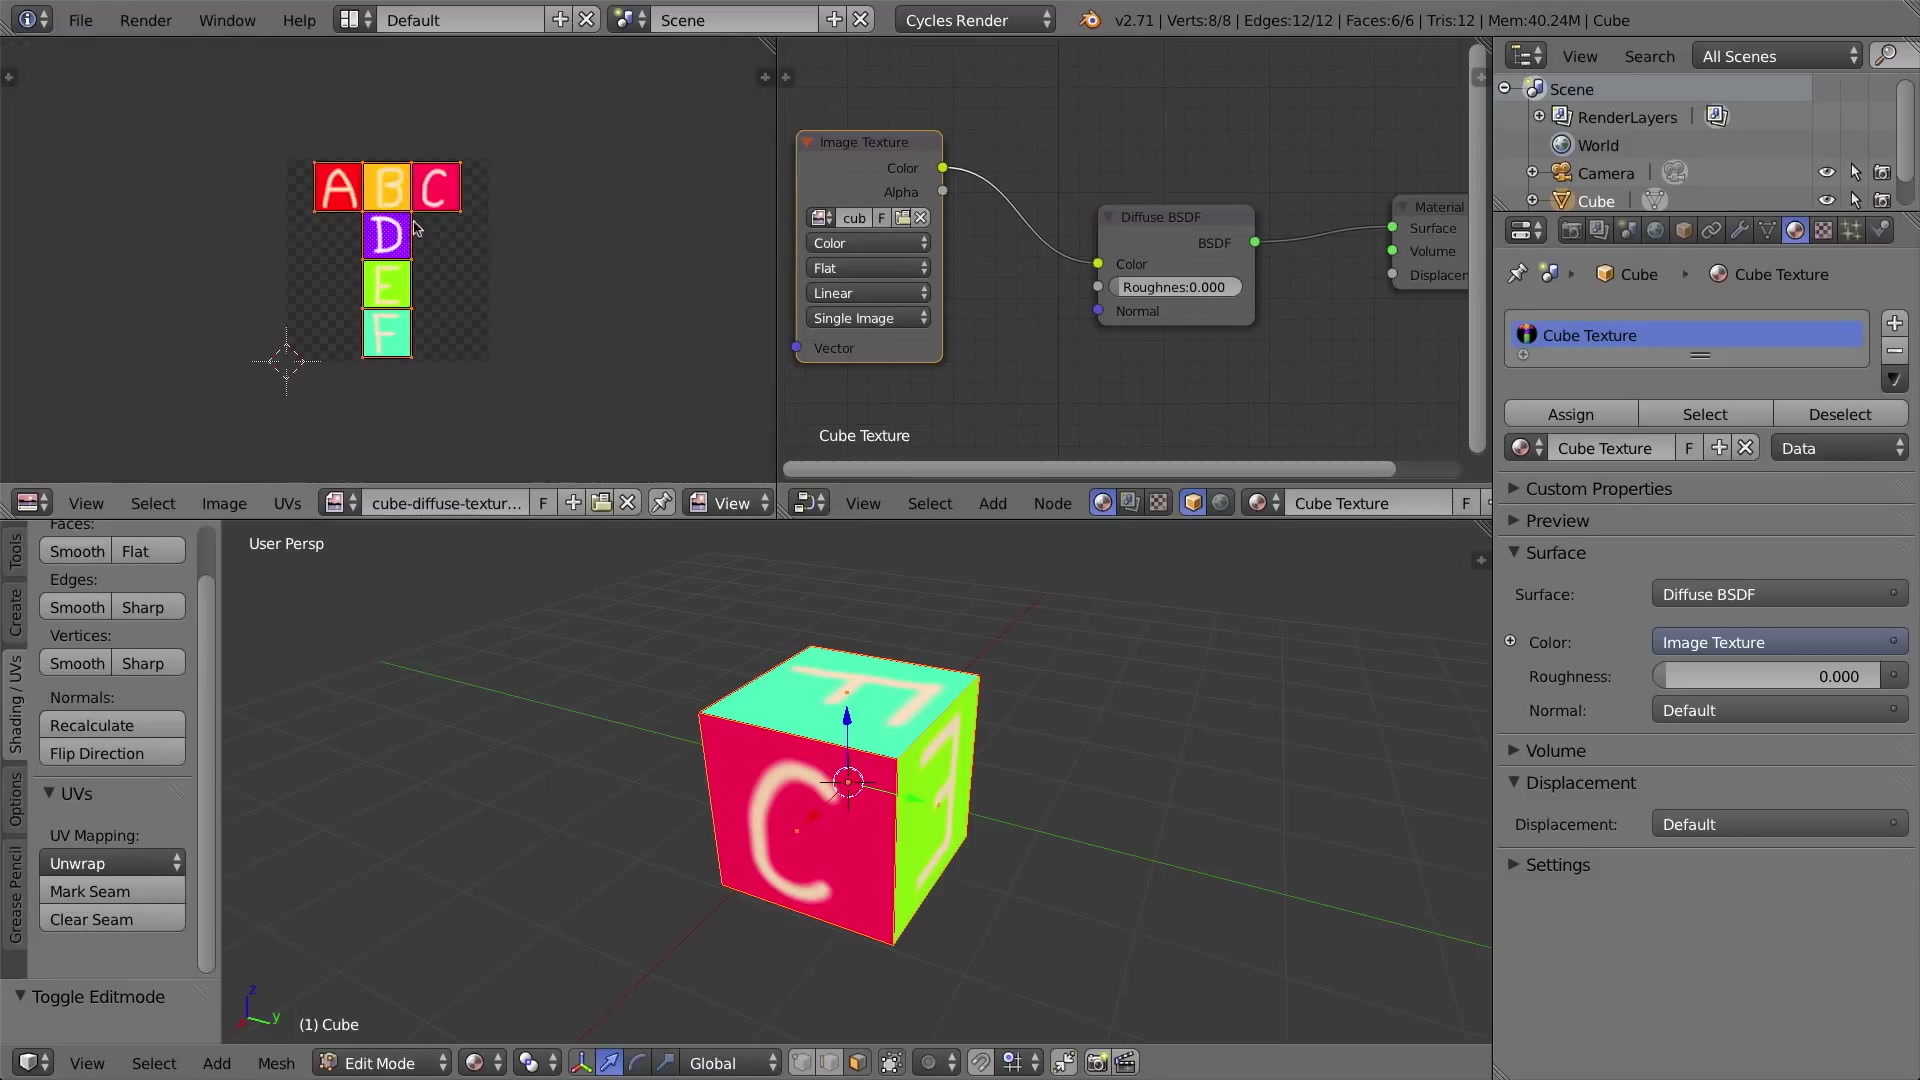 File Render Window Help Default Scene Cycles Render v2.71 | Verts:8/8 | Edges:12/12 | Faces:6/6 | Tris:12 | Mem:40.24M | Cube
A B C
D
E
F
Image Texture
Color
Alpha
cub F
Color
Flat
Linear
Single Image
Vector
Diffuse BSDF
BSDF
Color
Roughnes:0.000
Normal
Material
Surface
Volume
Displacer
Cube Texture
View Search All Scenes
Scene
RenderLayers |
World
Camera |
Cube |
Cube Cube Texture
Cube Texture
Assign Select Deselect
Cube Texture F Data
Custom Properties
Preview
Surface
Surface: Diffuse BSDF
Color: Image Texture
Roughness: 0.000
Normal: Default
Volume
Displacement
Displacement: Default
Settings
View Select Image UVs cube-diffuse-textur... F View
View Select Add Node Cube Texture F
Tools
Create
Shading / UVs
Options
Grease Pencil
Faces:
Smooth Flat
Edges:
Smooth Sharp
Vertices:
Smooth Sharp
Normals:
Recalculate
Flip Direction
UVs
UV Mapping:
Unwrap
Mark Seam
Clear Seam
Toggle Editmode
User Persp
F
C
E
z
y
(1) Cube
View Select Add Mesh Edit Mode Global